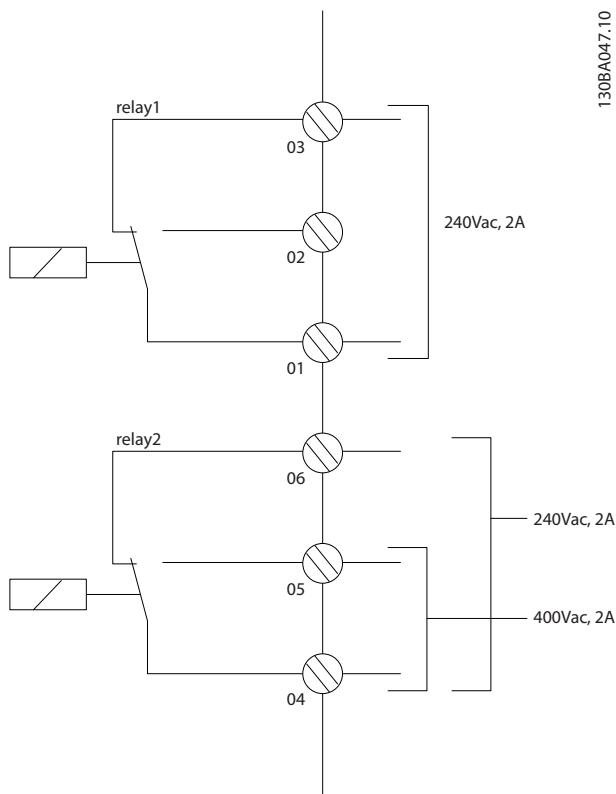 130BA047.10
relay1
03
02
240Vac, 2A
01
relay2
06
240Vac, 2A
05
400Vac, 2A
04